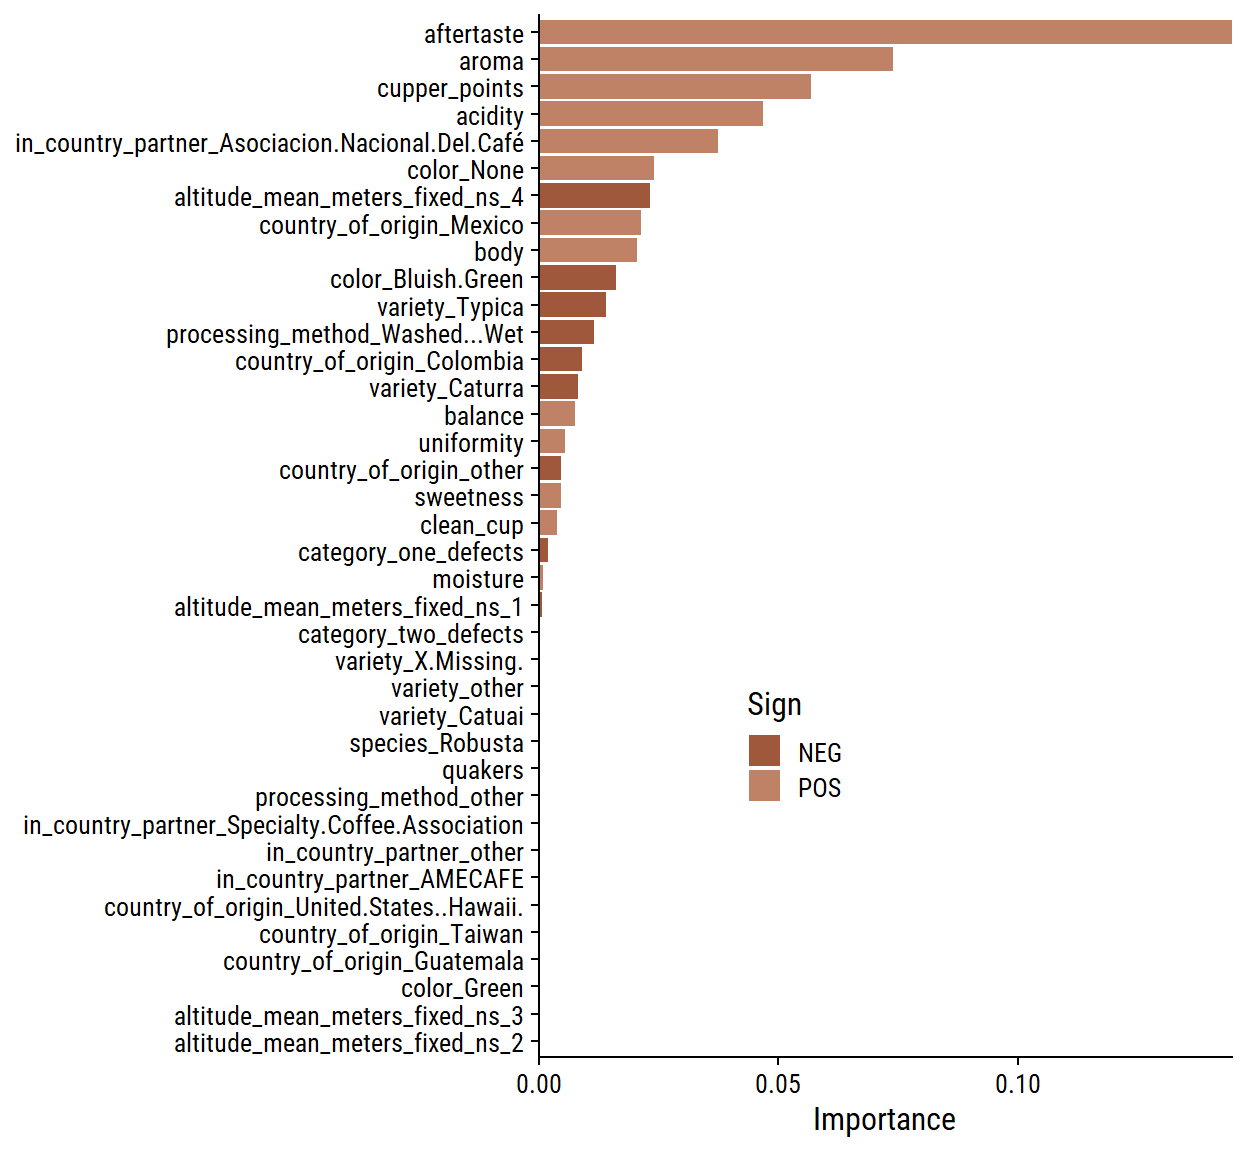 aftertaste
aroma
cupper_points
acidity
in_country_partner_Asociacion.Nacional.Del.Café
color_None
altitude_mean_meters_fixed_ns_4
country_of_origin_Mexico
body
color_Bluish.Green
variety_Typica
processing_method_Washed...Wet
country_of_origin_Colombia
variety_Caturra
balance
uniformity
country_of_origin_other
sweetness
clean_cup
category_one_defects
moisture
altitude_mean_meters_fixed_ns_1
category_two_defects
variety_X.Missing.
variety_other
variety_Catuai
species_Robusta
quakers
processing_method_other
in_country_partner_Specialty.Coffee.Association
in_country_partner_other
in_country_partner_AMECAFE
country_of_origin_United.States..Hawaii.
country_of_origin_Taiwan
country_of_origin_Guatemala
color_Green
altitude_mean_meters_fixed_ns_3
altitude_mean_meters_fixed_ns_2
Sign
NEG
POS
0.00 0.05 0.10
Importance